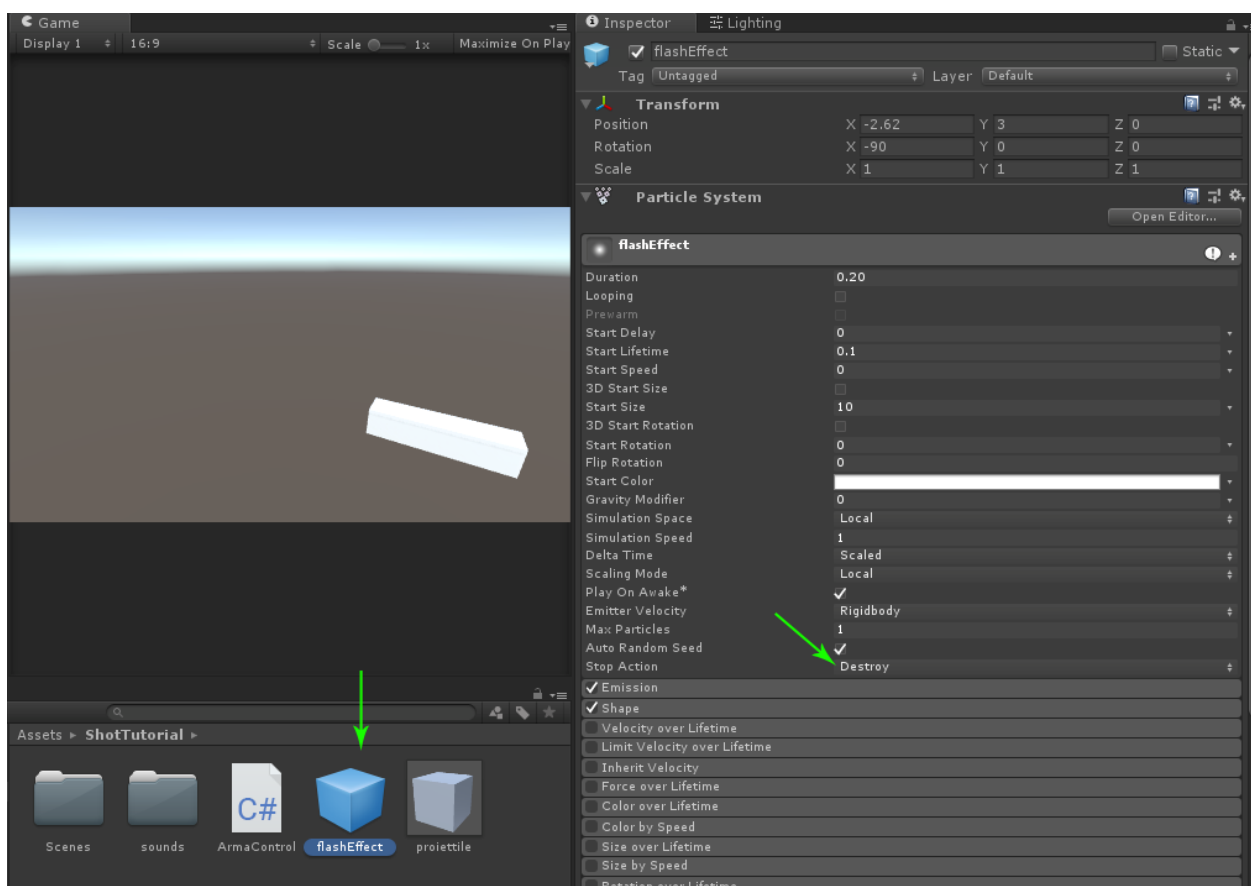 Game
Display 1 16:9 Scale 1x Maximize On Play
Assets ShotTutorial
Scenes sounds ArmaControl flashEffect proiettile
C#
Inspector Lighting
flashEffect Static
Tag Untagged Layer Default
Transform
Position X -2.62 Y 3 Z 0
Rotation X -90 Y 0 Z 0
Scale X 1 Y 1 Z 1
Particle System
Open Editor...
flashEffect
Duration 0.20
Looping
Prewarm
Start Delay 0
Start Lifetime 0.1
Start Speed 0
3D Start Size
Start Size 10
3D Start Rotation
Start Rotation 0
Flip Rotation 0
Start Color
Gravity Modifier 0
Simulation Space Local
Simulation Speed 1
Delta Time Scaled
Scaling Mode Local
Play On Awake*
Emitter Velocity Rigidbody
Max Particles 1
Auto Random Seed
Stop Action Destroy
Emission
Shape
Velocity over Lifetime
Limit Velocity over Lifetime
Inherit Velocity
Force over Lifetime
Color over Lifetime
Color by Speed
Size over Lifetime
Size by Speed
Rotation over Lifetime